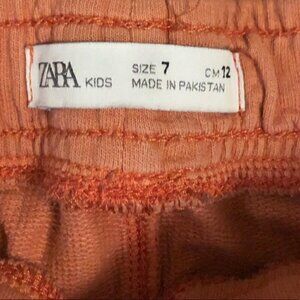 ZARA KIDS
SIZE 7 CM 12
MADE IN PAKISTAN